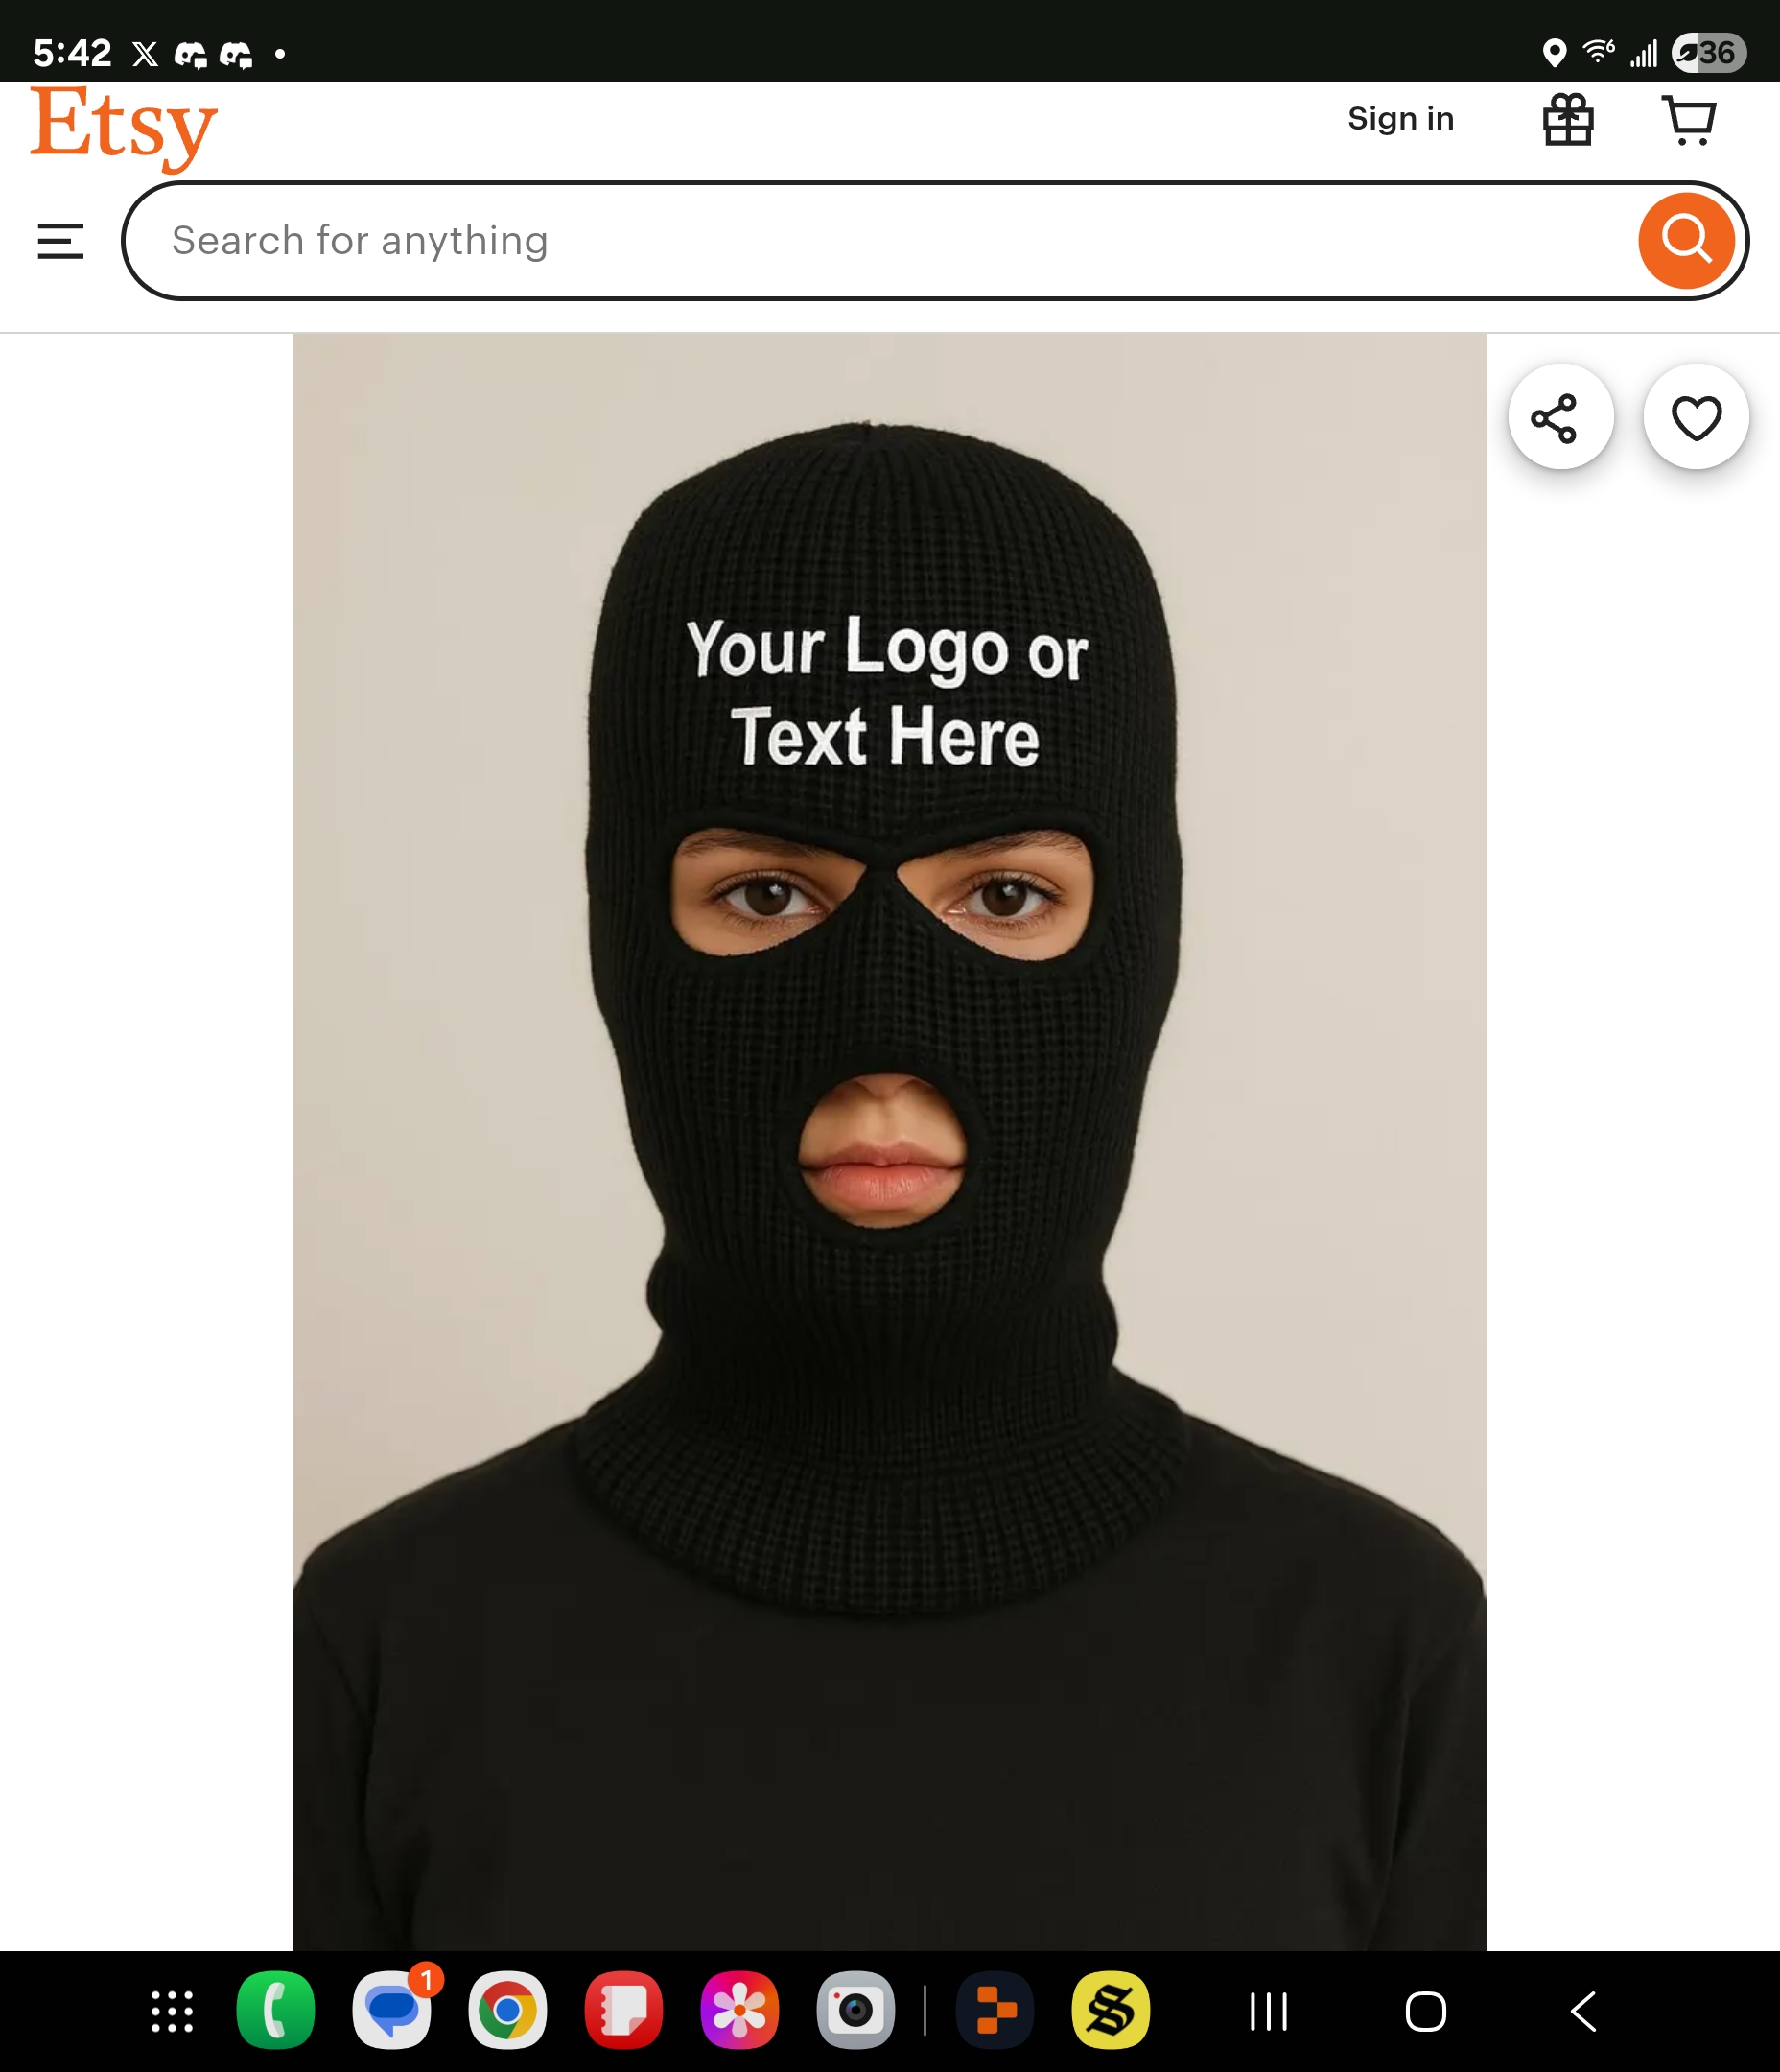 5:42
36
Etsy
Sign in
Search for anything
Your Logo or
Text Here
1